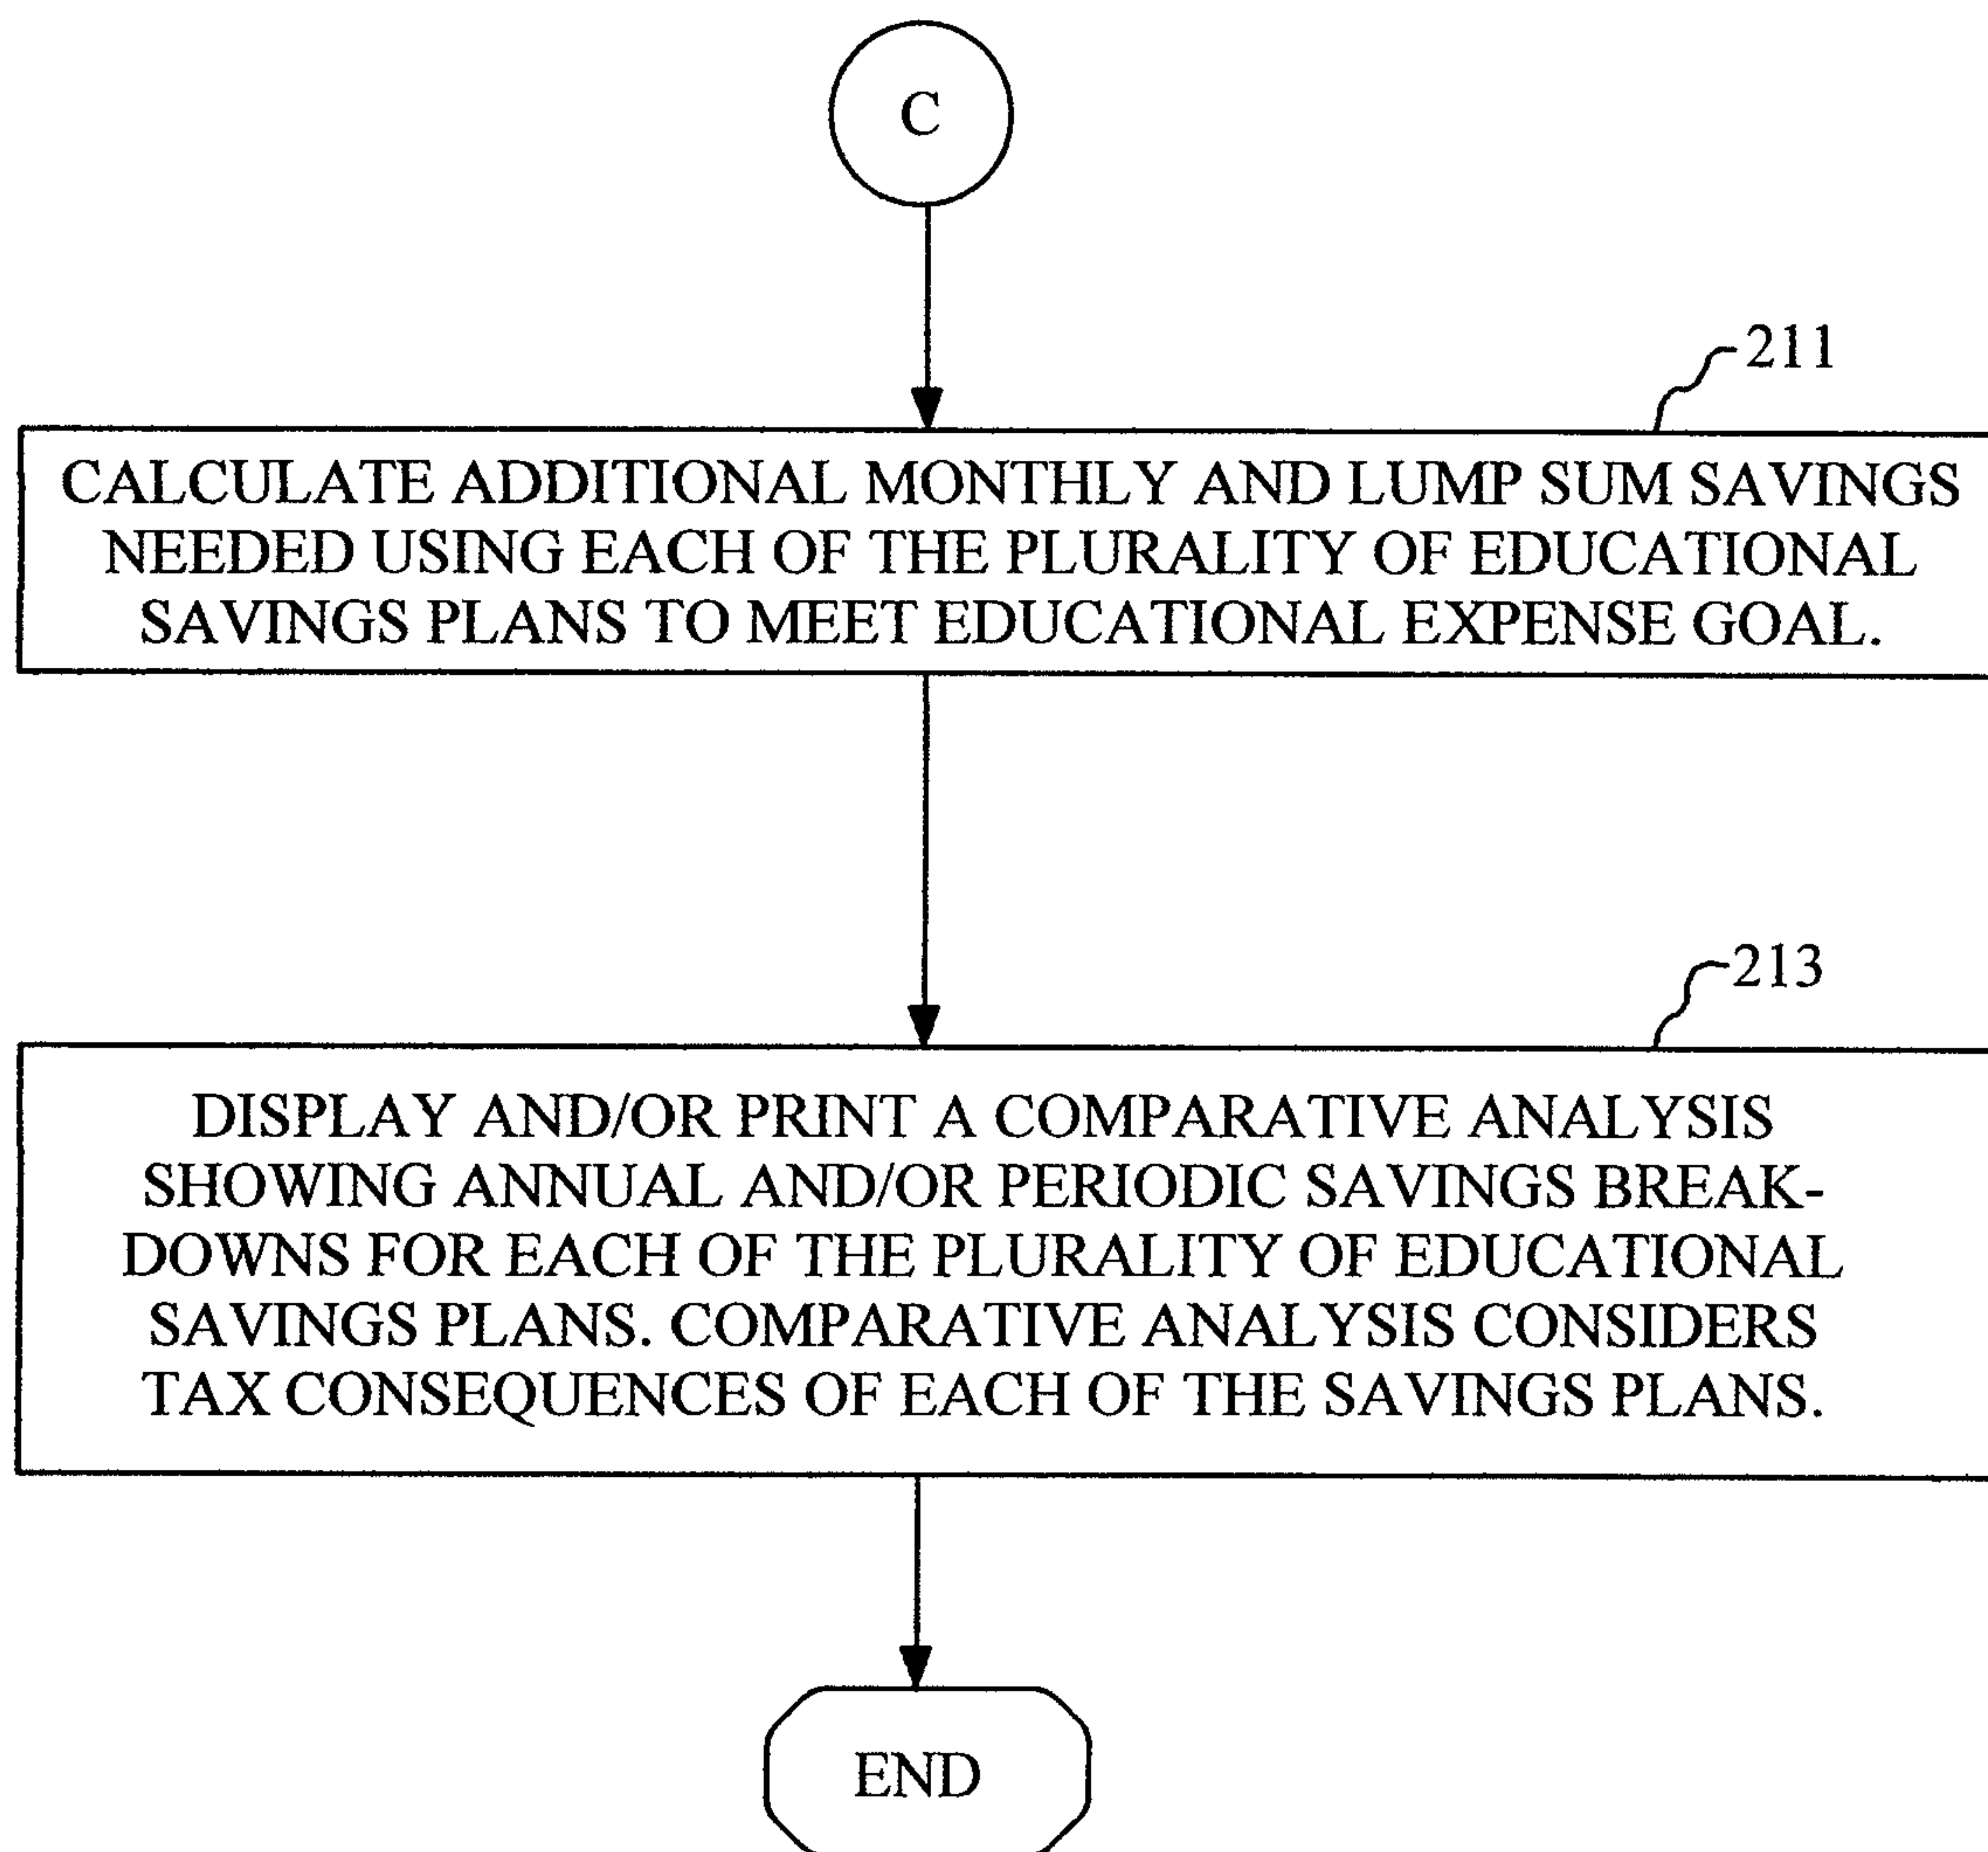 C
211
CALCULATE ADDITIONAL MONTHLY AND LUMP SUM SAVINGS
NEEDED USING EACH OF THE PLURALITY OF EDUCATIONAL
SAVINGS PLANS TO MEET EDUCATIONAL EXPENSE GOAL.
213
DISPLAY AND/OR PRINT A COMPARATIVE ANALYSIS
SHOWING ANNUAL AND/OR PERIODIC SAVINGS BREAK-
DOWNS FOR EACH OF THE PLURALITY OF EDUCATIONAL
SAVINGS PLANS. COMPARATIVE ANALYSIS CONSIDERS
TAX CONSEQUENCES OF EACH OF THE SAVINGS PLANS.
END